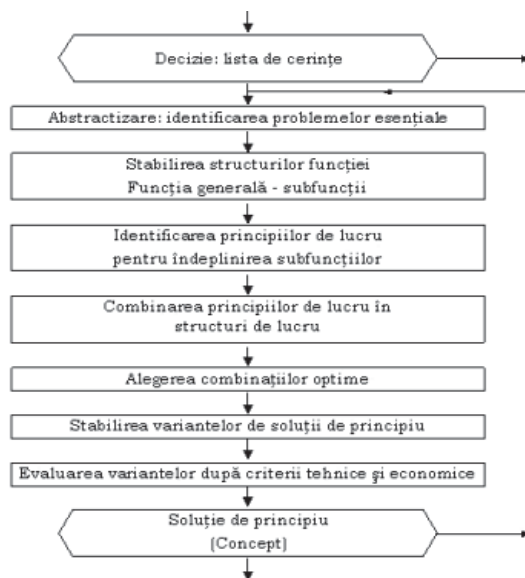 Decizie: lista de cerințe
Abstractizare: identificarea problemelor esențiale
Stabilirea structurilor funcției
Funcția generală - subfuncții
Identificarea principiilor de lucru
pentru îndeplinirea subfuncțiilor
Combinarea principiilor de lucru în
structuri de lucru
Alegerea combinațiilor optime
Stabilirea variantelor de soluții de principiu
Evaluarea variantelor după criterii tehnice și economice
Soluție de principiu
(Concept)